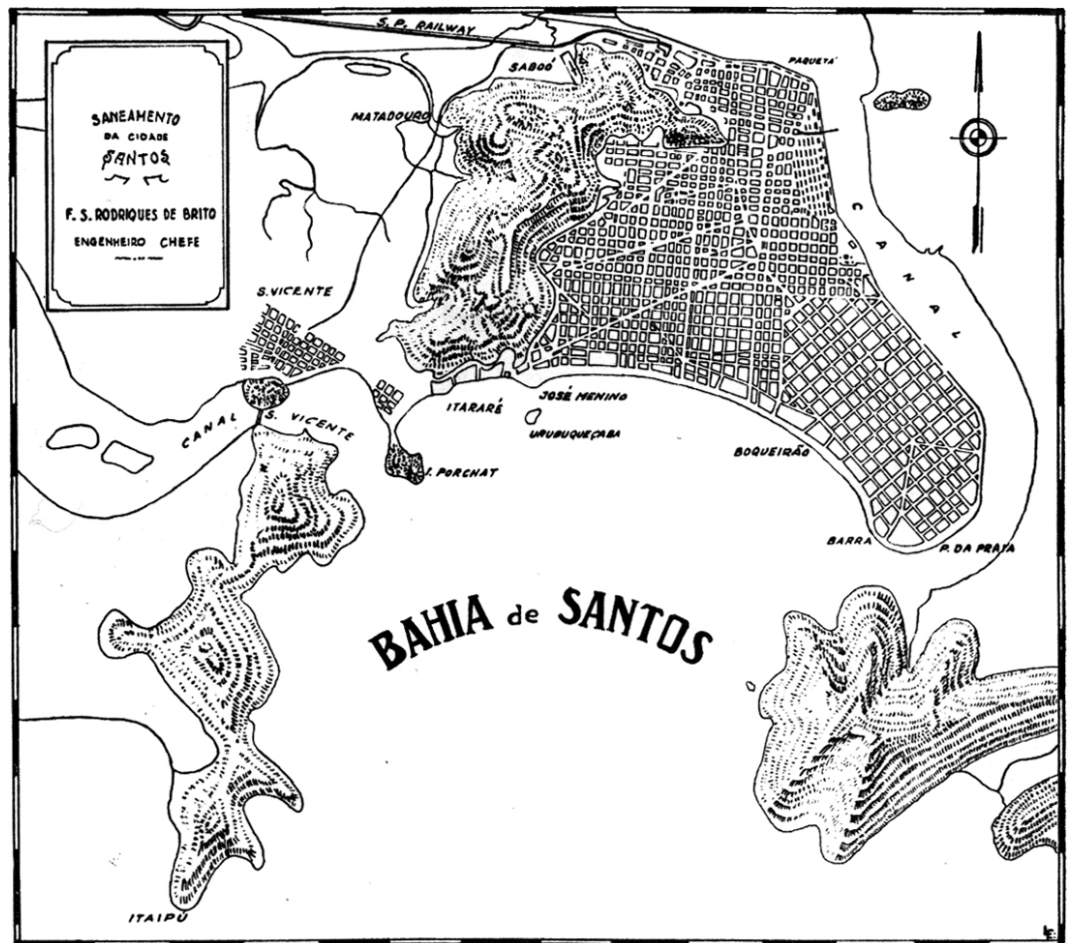 S. P. RAILWAY
SABOÓ
PAQUETÁ
MATADOURO
SANEAMENTO
DA CIDADE
SANTOS
F. S. RODRIQUES DE BRITO
ENGENHEIRO CHEFE
CANAL
S. VICENTE
ITARARÉ
JOSÉ MENINO
URUBUQUEÇABA
CANAL
S. VICENTE
I. PORCHAT
BOQUEIRÃO
BARRA
P. DA PRAIA
BAHIA de SANTOS
ITAIPÚ